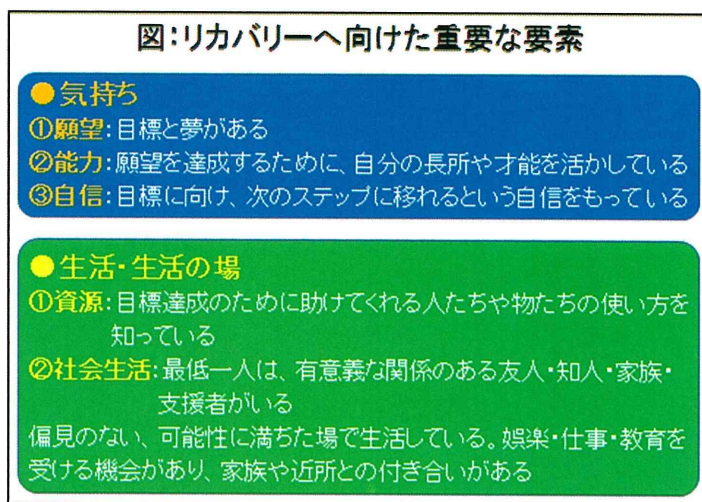 図:リカバリーへ向けた重要な要素
●気持ち
①願望:目標と夢がある
②能力:願望を達成するために、自分の長所や才能を活かしている
③自信:目標に向け、次のステップに移れるという自信をもっている
●生活・生活の場
①資源:目標達成のために助けてくれる人たちや物たちの使い方を
知っている
②社会生活:最低一人は、有意義な関係のある友人・知人・家族・
支援者がいる
偏見のない、可能性に満ちた場で生活している。娯楽・仕事・教育を
受ける機会があり、家族や近所との付き合いがある